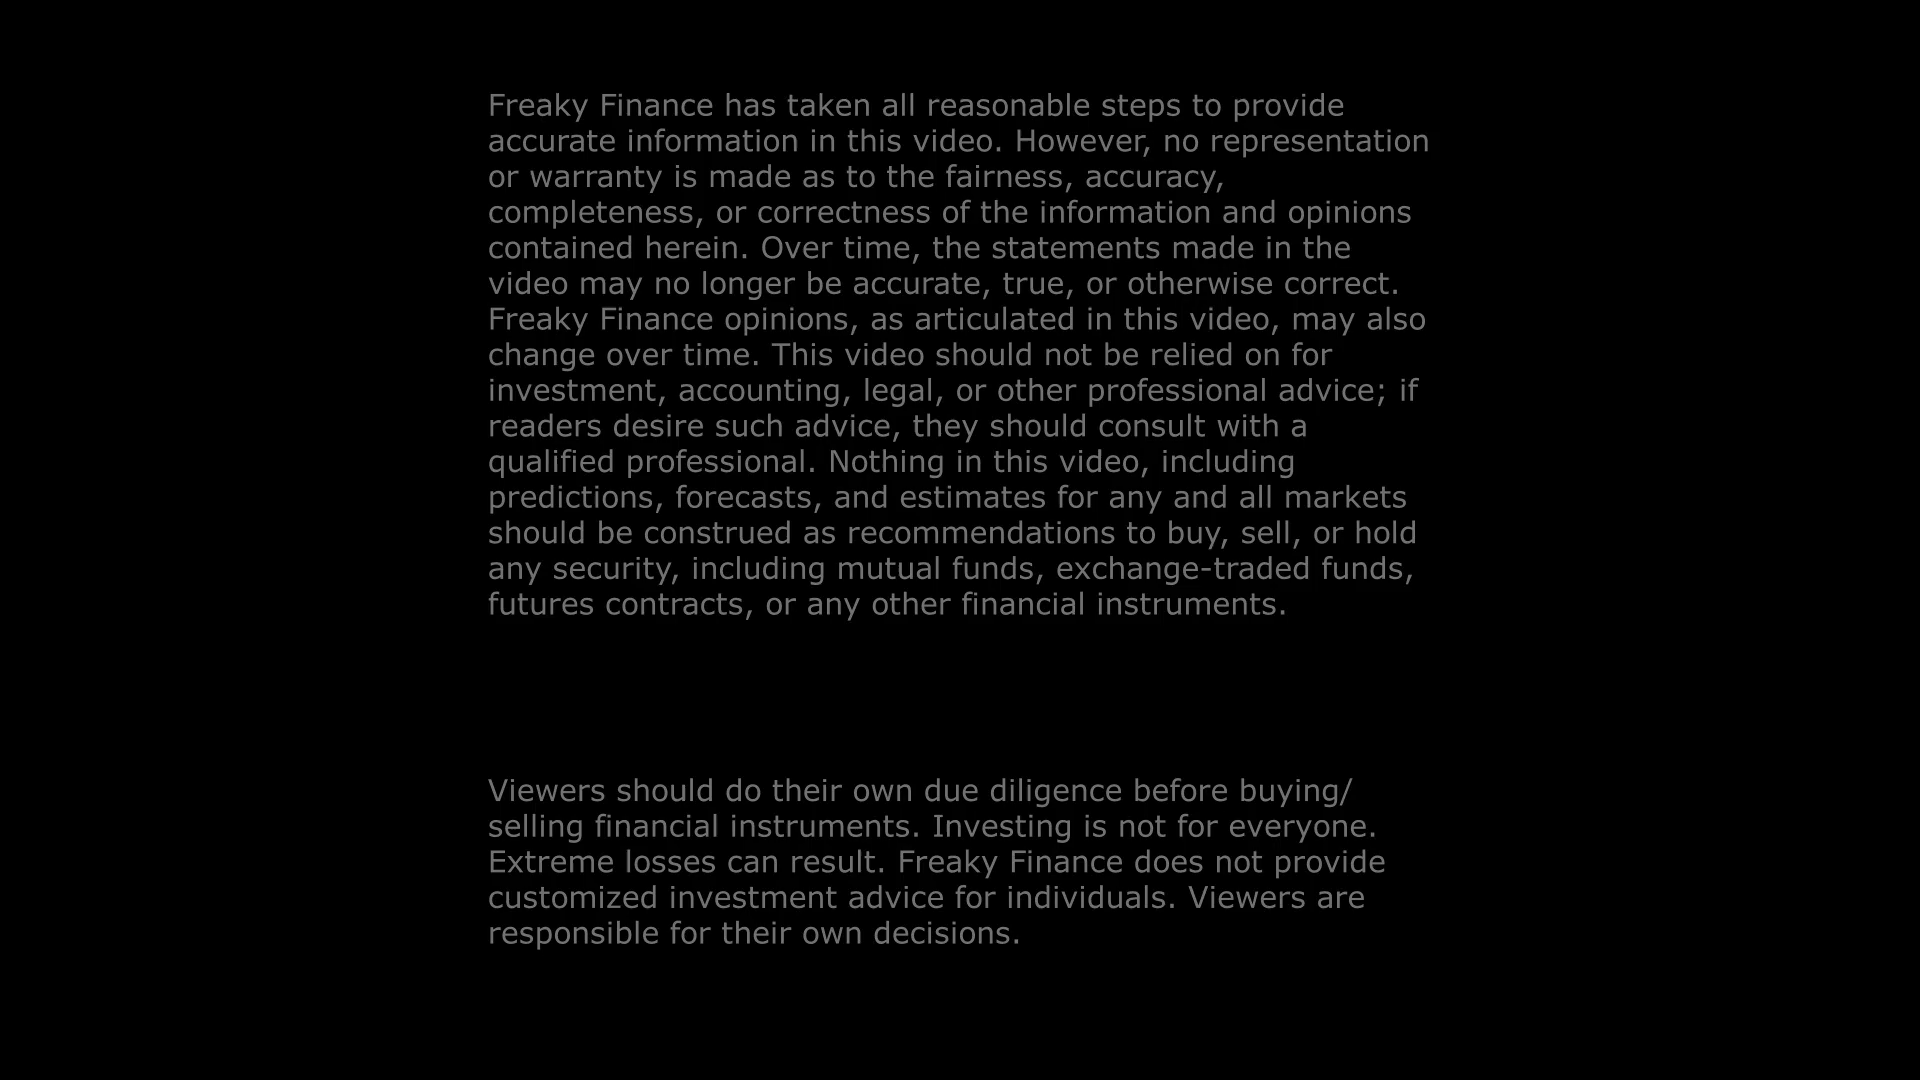 Freaky Finance has taken all reasonable steps to provide
accurate information in this video. However, no representation
or warranty is made as to the fairness, accuracy,
completeness, or correctness of the information and opinions
contained herein. Over time, the statements made in the
video may no longer be accurate, true, or otherwise correct.
Freaky Finance opinions, as articulated in this video, may also
change over time. This video should not be relied on for
investment, accounting, legal, or other professional advice; if
readers desire such advice, they should consult with a
qualified professional. Nothing in this video, including
predictions, forecasts, and estimates for any and all markets
should be construed as recommendations to buy, sell, or hold
any security, including mutual funds, exchange-traded funds,
futures contracts, or any other financial instruments.
Viewers should do their own due diligence before buying/
selling financial instruments. Investing is not for everyone.
Extreme losses can result. Freaky Finance does not provide
customized investment advice for individuals. Viewers are
responsible for their own decisions.